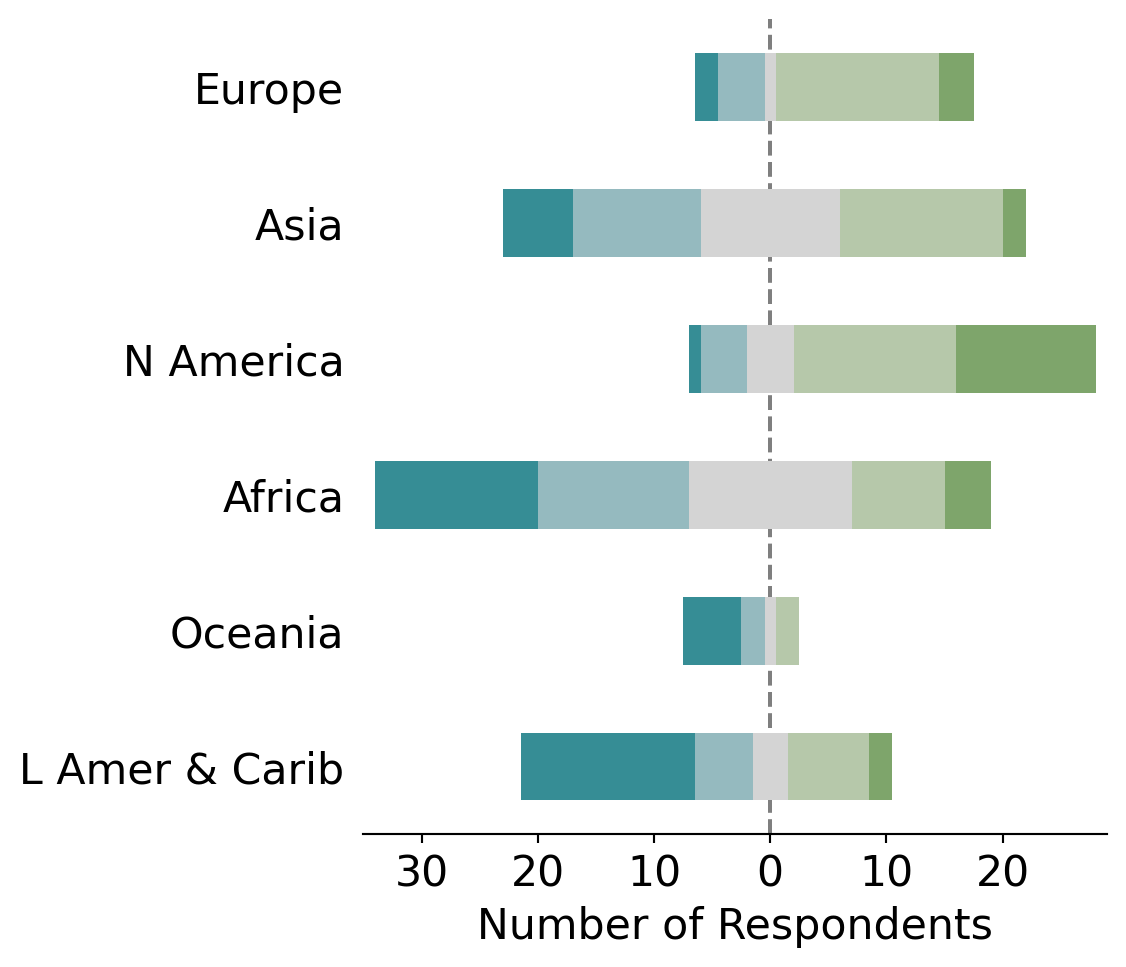 Europe
Asia
N America
Africa
Oceania
L Amer & Carib
30 20 10 0 10 20
Number of Respondents